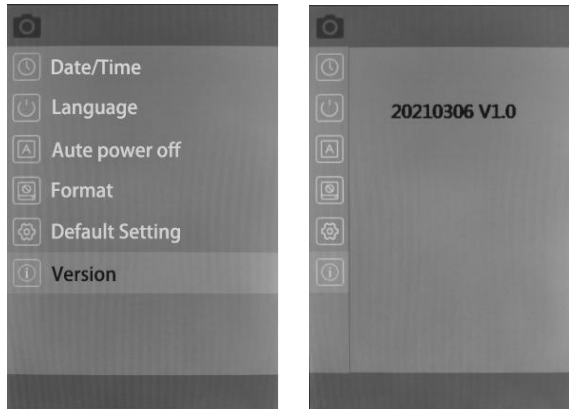 Date/Time
Language
Aute power off
Format
Default Setting
Version
20210306 V1.0